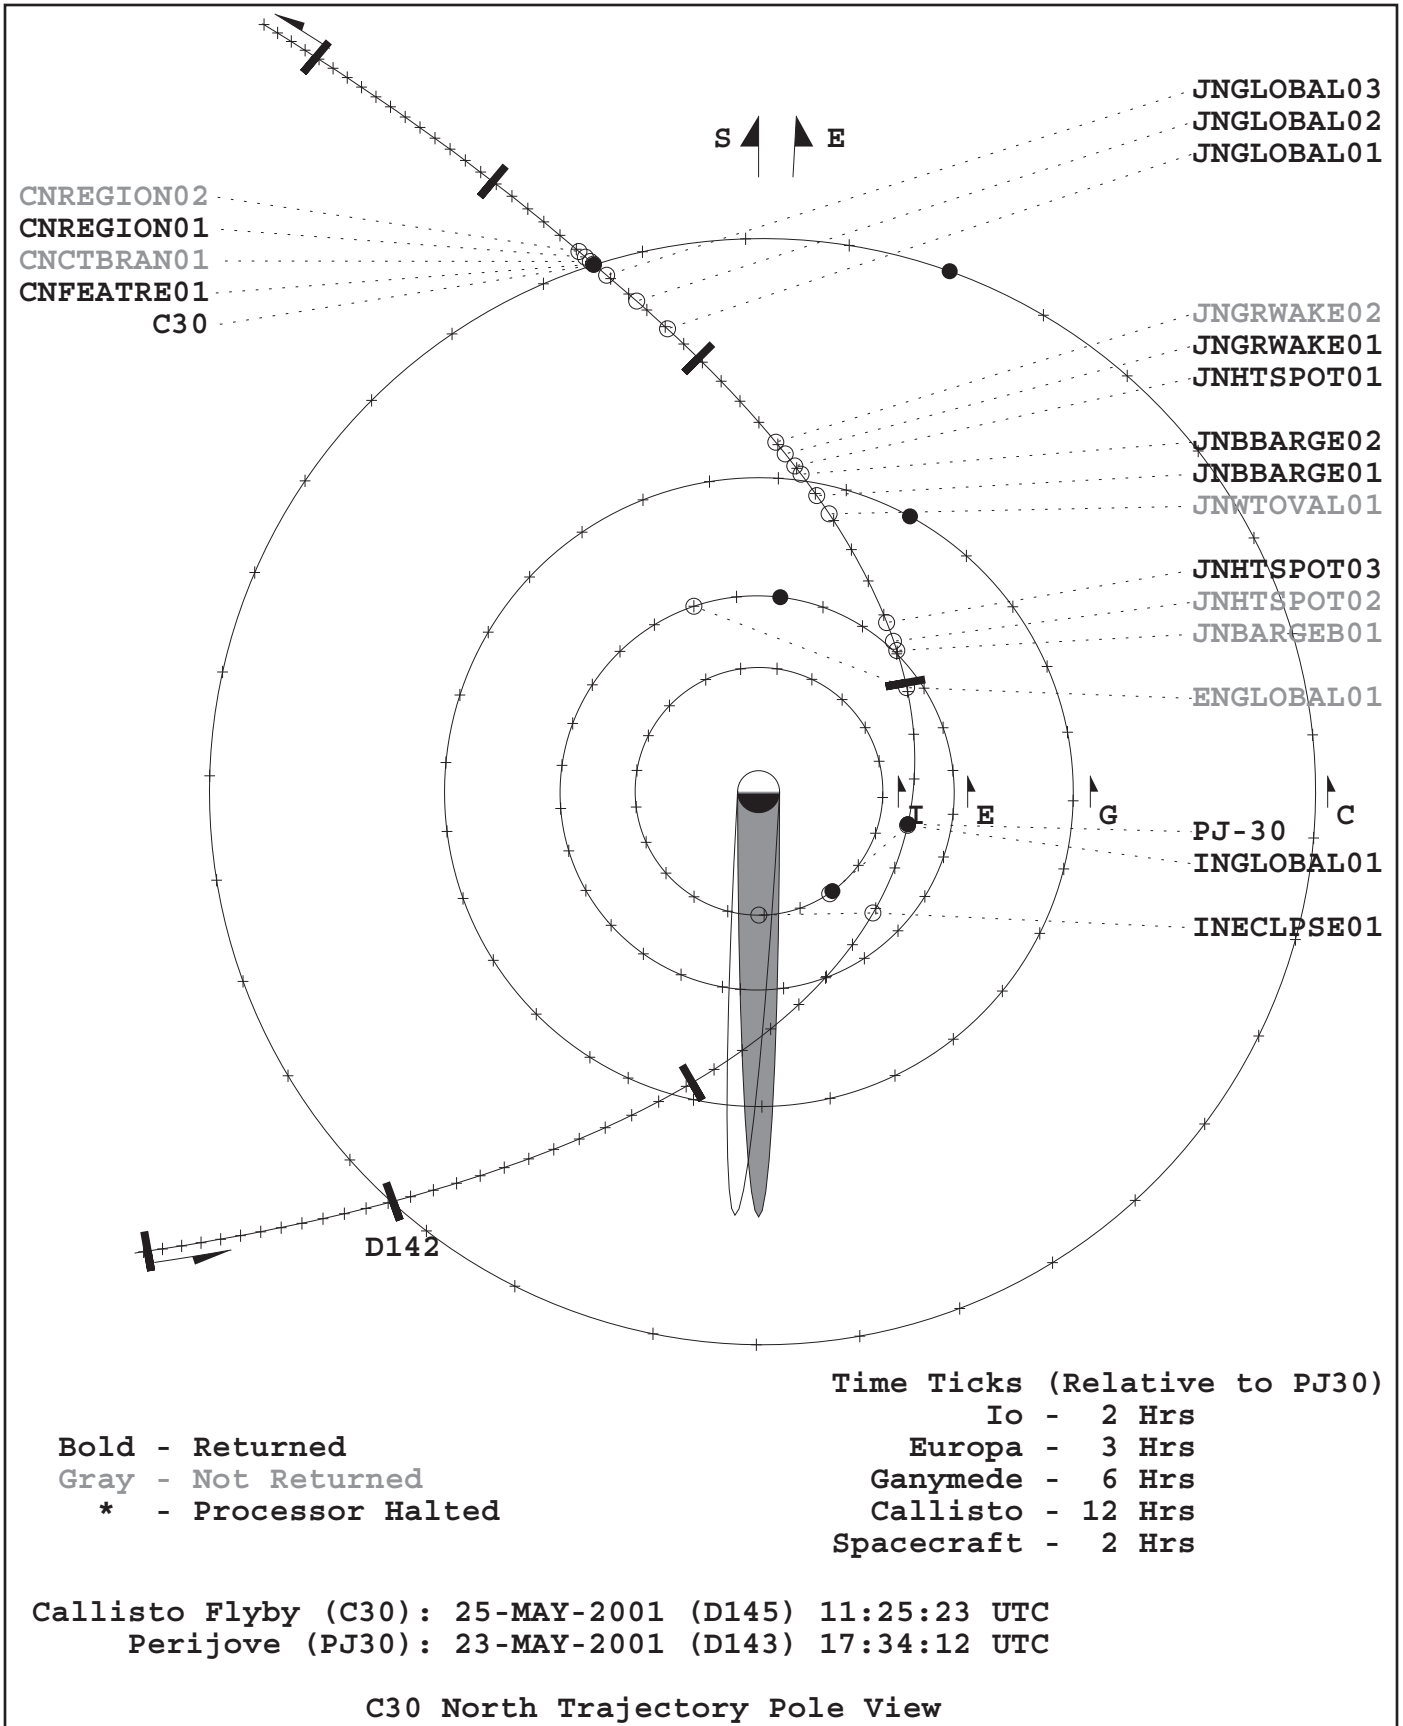 JNGLOBAL03
JNGLOBAL02
JNGLOBAL01
S E
CNREGION02
CNREGION01
CNCTBRAN01
CNFEATRE01
C30
JNGRWAKE02
JNGRWAKE01
JNHTSPOT01
JNBBARGE02
JNBBARGE01
JNWTOVAL01
JNHTSPOT03
JNHTSPOT02
JNBARGEB01
ENGLOBAL01
I E G C
PJ-30
INGLOBAL01
INECLPSE01
D142
Time Ticks (Relative to PJ30)
Io - 2 Hrs
Europa - 3 Hrs
Ganymede - 6 Hrs
Callisto - 12 Hrs
Spacecraft - 2 Hrs
Bold - Returned
Gray - Not Returned
* - Processor Halted
Callisto Flyby (C30): 25-MAY-2001 (D145) 11:25:23 UTC
Perijove (PJ30): 23-MAY-2001 (D143) 17:34:12 UTC
C30 North Trajectory Pole View